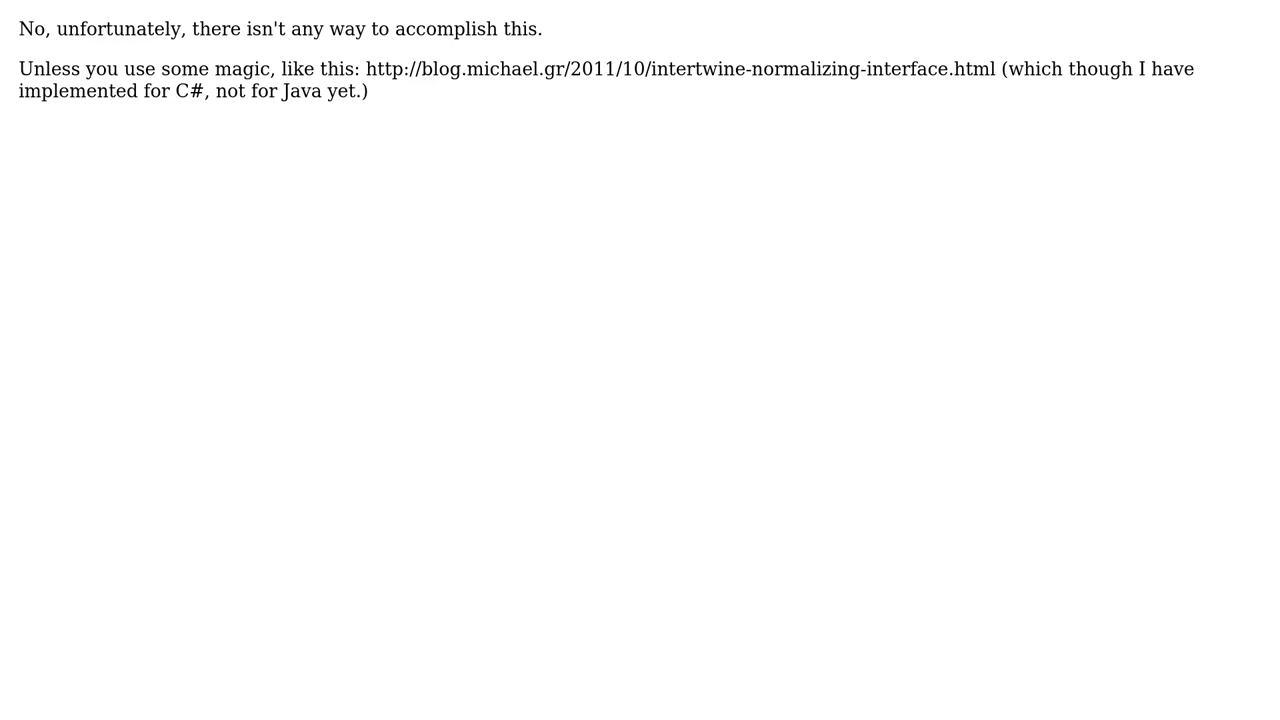 No, unfortunately, there isn't any way to accomplish this.
Unless you use some magic, like this: http://blog.michael.gr/2011/10/intertwine-normalizing-interface.html (which though I have
implemented for C#, not for Java yet.)